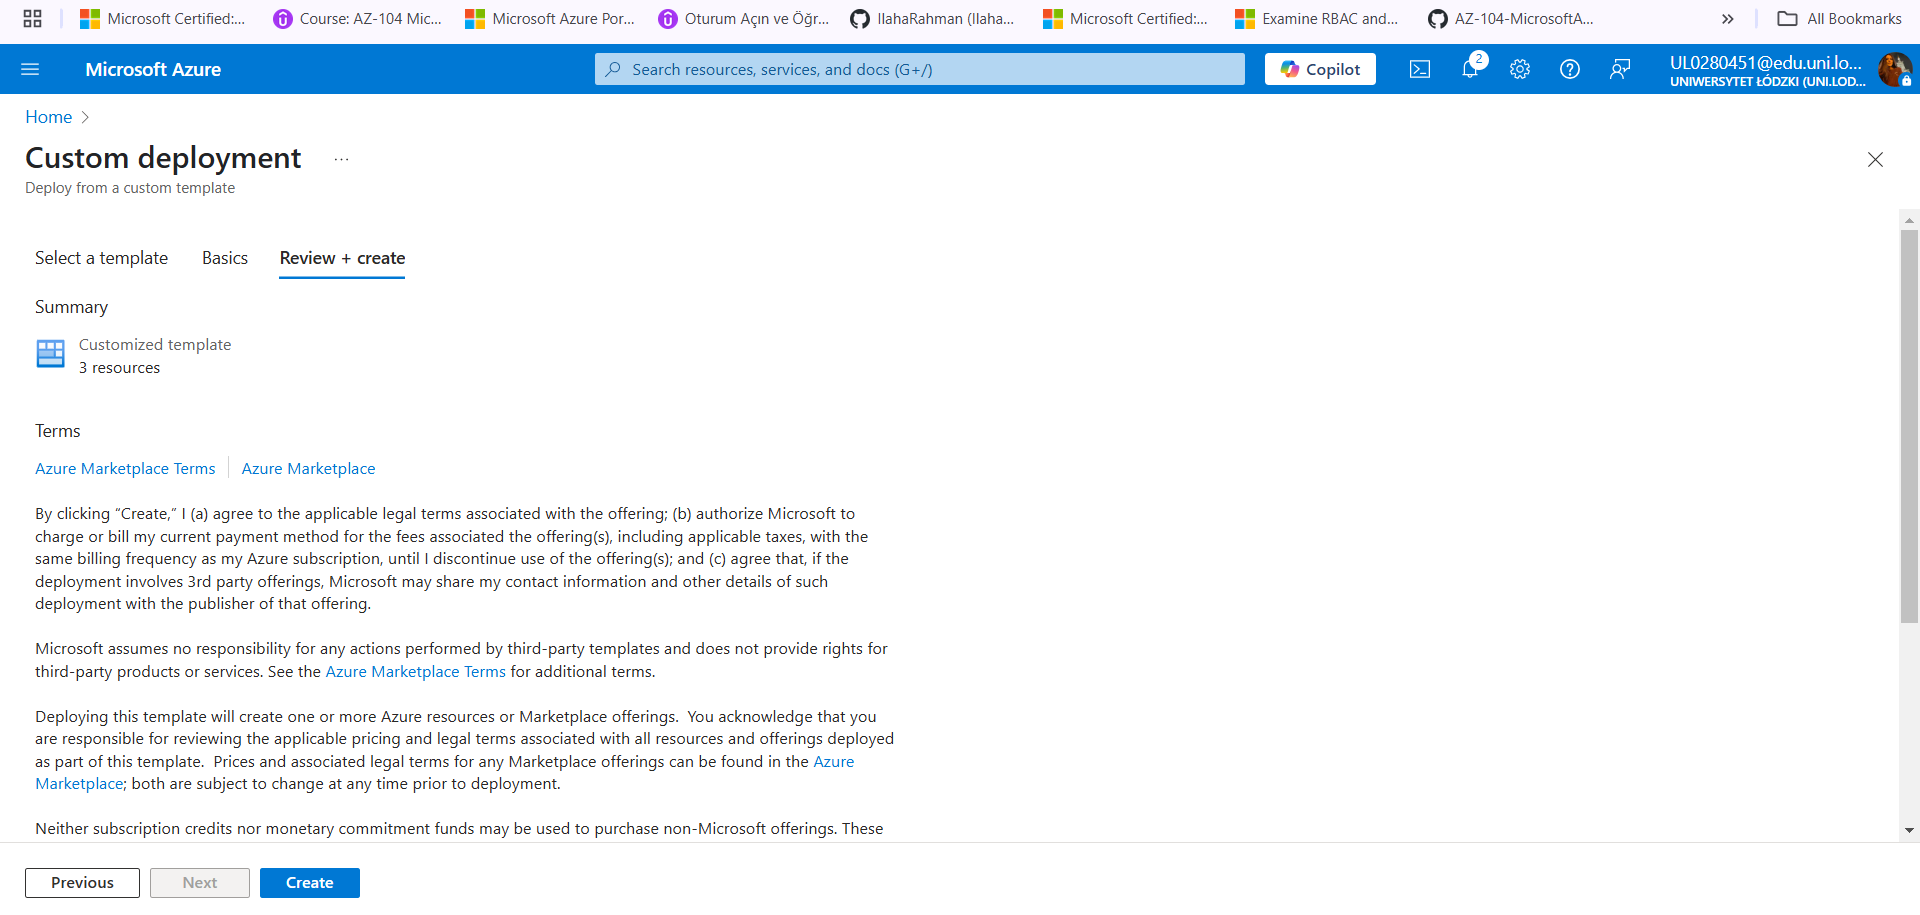 Microsoft Certified:...
Course: AZ-104 Mic...
Microsoft Azure Por...
Oturum Açın ve Öğr...
IlahaRahman (Ilaha...
Microsoft Certified:...
Examine RBAC and...
AZ-104-MicrosoftA...
»
All Bookmarks
Microsoft Azure
Search resources, services, and docs (G+/)
Copilot
2
UL0280451@edu.uni.lo...
UNIWERSYTET ŁÓDZKI (UNI.LOD...
Home
Custom deployment
...
Deploy from a custom template
Select a template
Basics
Review + create
Summary
Customized template
3 resources
Terms
Azure Marketplace Terms
Azure Marketplace
By clicking “Create,” I (a) agree to the applicable legal terms associated with the offering; (b) authorize Microsoft to
charge or bill my current payment method for the fees associated the offering(s), including applicable taxes, with the
same billing frequency as my Azure subscription, until I discontinue use of the offering(s); and (c) agree that, if the
deployment involves 3rd party offerings, Microsoft may share my contact information and other details of such
deployment with the publisher of that offering.
Microsoft assumes no responsibility for any actions performed by third-party templates and does not provide rights for
third-party products or services. See the Azure Marketplace Terms for additional terms.
Deploying this template will create one or more Azure resources or Marketplace offerings.  You acknowledge that you
are responsible for reviewing the applicable pricing and legal terms associated with all resources and offerings deployed
as part of this template.  Prices and associated legal terms for any Marketplace offerings can be found in the Azure
Marketplace; both are subject to change at any time prior to deployment.
Neither subscription credits nor monetary commitment funds may be used to purchase non-Microsoft offerings. These
Previous
Next
Create